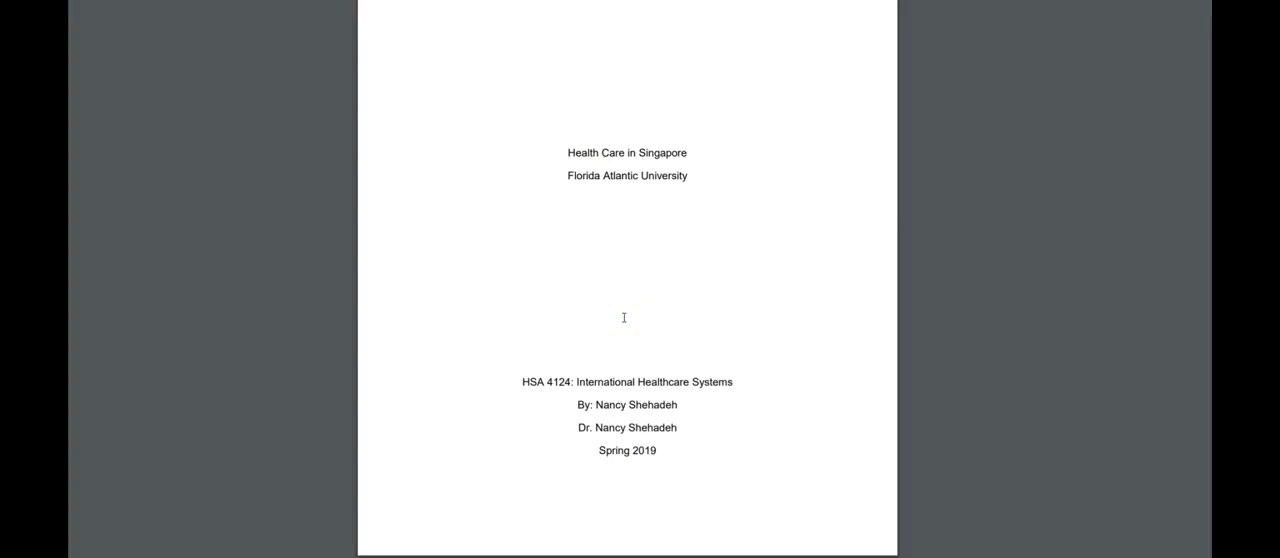 Health Care in Singapore
Florida Atlantic University
HSA 4124: International Healthcare Systems
By: Nancy Shehadeh
Dr. Nancy Shehadeh
Spring 2019